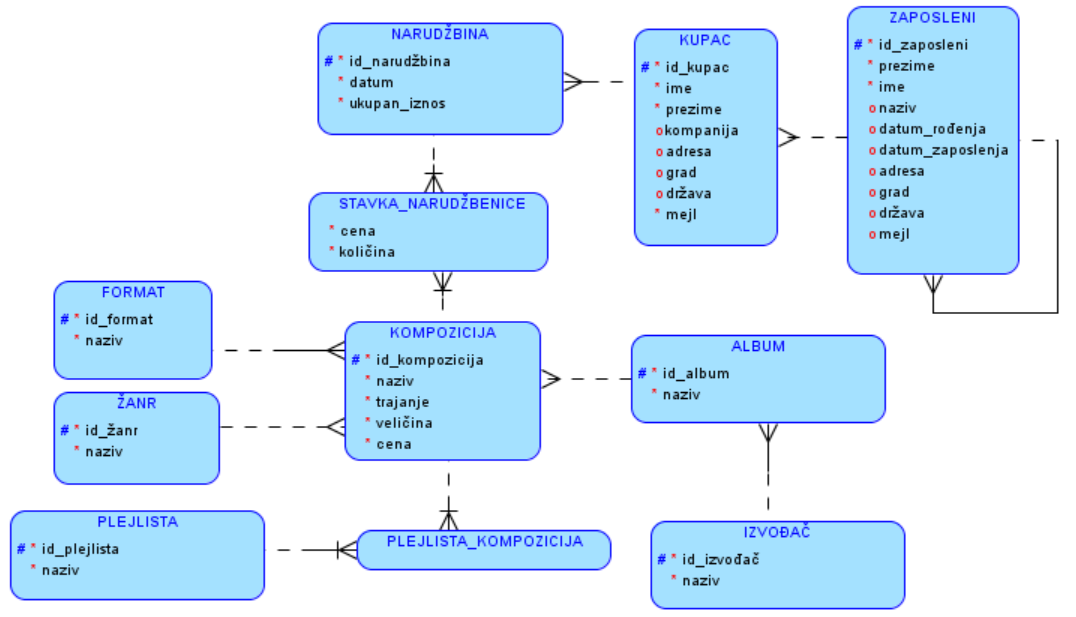 NARUDŽBINA
# * id_narudžbina
* datum
* ukupan_iznos
KUPAC
# * id_kupac
* ime
* prezime
o kompanija
o adresa
o grad
o država
* mejl
ZAPOSLENI
# * id_zaposleni
* prezime
* ime
o naziv
o datum_rođenja
o datum_zaposlenja
o adresa
o grad
o država
o mejl
STAVKA_NARUDŽBENICE
* cena
* količina
FORMAT
# * id_format
* naziv
KOMPOZICIJA
# * id_kompozicija
* naziv
* trajanje
* veličina
* cena
ALBUM
# * id_album
* naziv
ŽANR
# * id_žanr
* naziv
PLEJLISTA
# * id_plejlista
* naziv
PLEJLISTA_KOMPOZICIJA
IZVOĐAČ
# * id_izvođač
* naziv